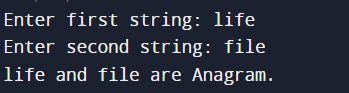 Enter first string: life
Enter second string: file
life and file are Anagram.